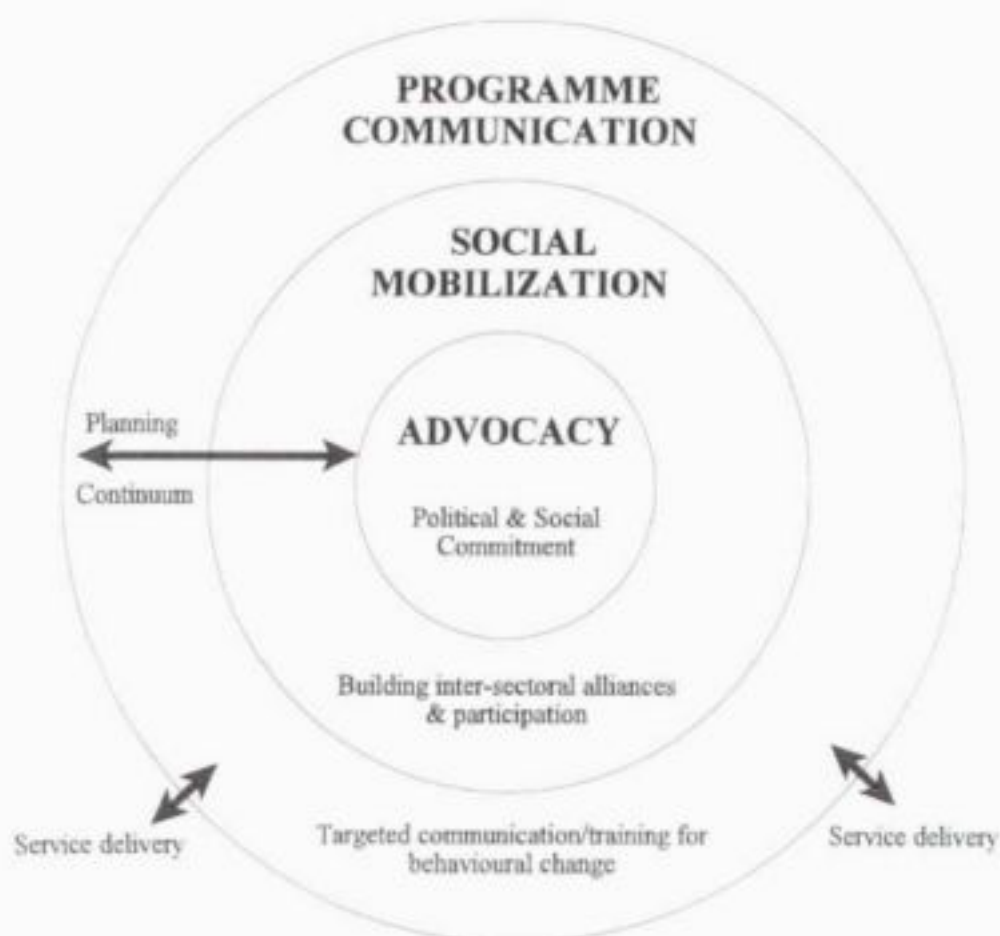 PROGRAMME
COMMUNICATION
SOCIAL
MOBILIZATION
ADVOCACY
Planning
Continuum
Political & Social
Commitment
Building inter-sectoral alliances
& participation
Service delivery
Targeted communication/training for
behavioural change
Service delivery